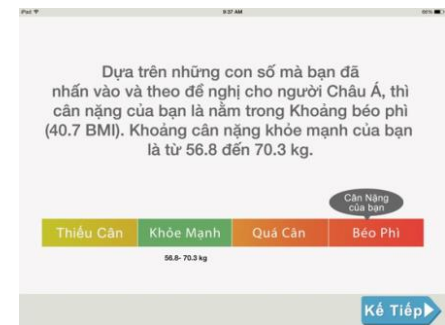 iPad
9:37 AM
Dựa trên những con số mà bạn đã
nhấn vào và theo đề nghị cho người Châu Á, thì
cân nặng của bạn là nằm trong Khoảng béo phì
(40.7 BMI). Khoảng cân nặng khỏe mạnh của bạn
là từ 56.8 đến 70.3 kg.
Cân Nặng
của bạn
Thiếu Cân Khỏe Mạnh Quá Cân Béo Phì
56.8- 70.3 kg
Kế Tiếp